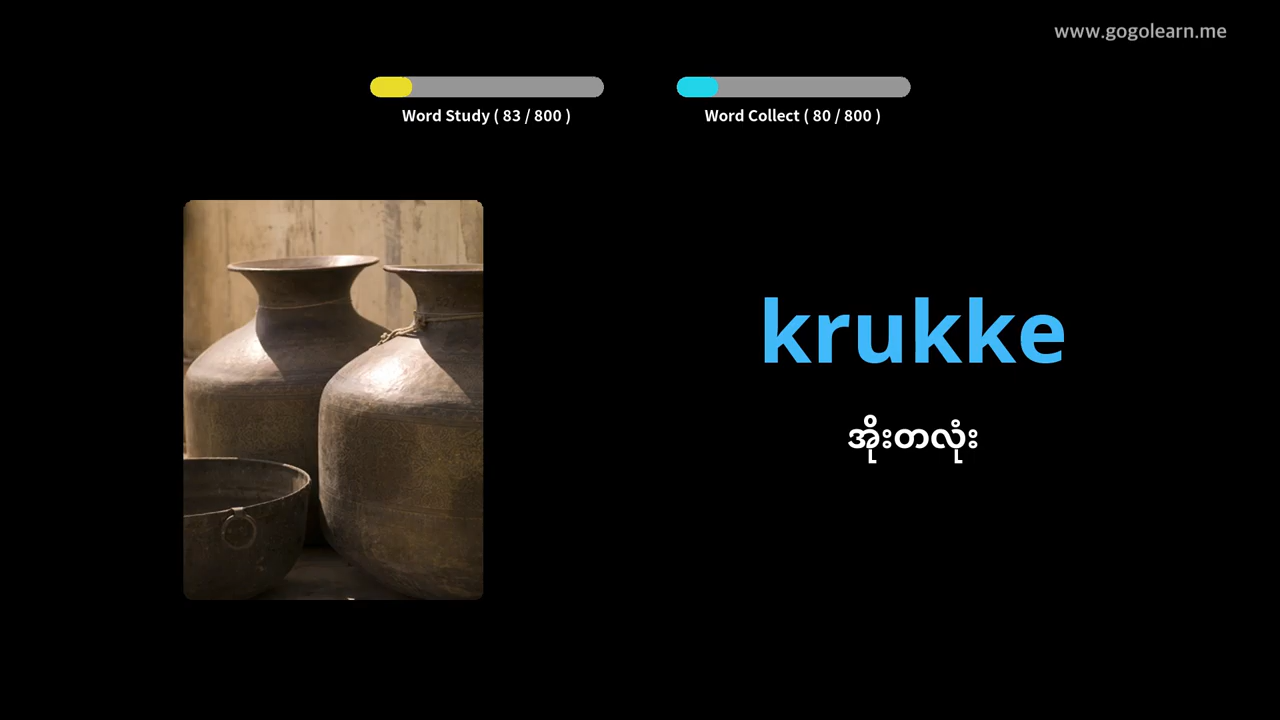 www.gogolearn.me
Word Study ( 83 / 800 )
Word Collect ( 80 / 800 )
krukke
အိုးတလုံး